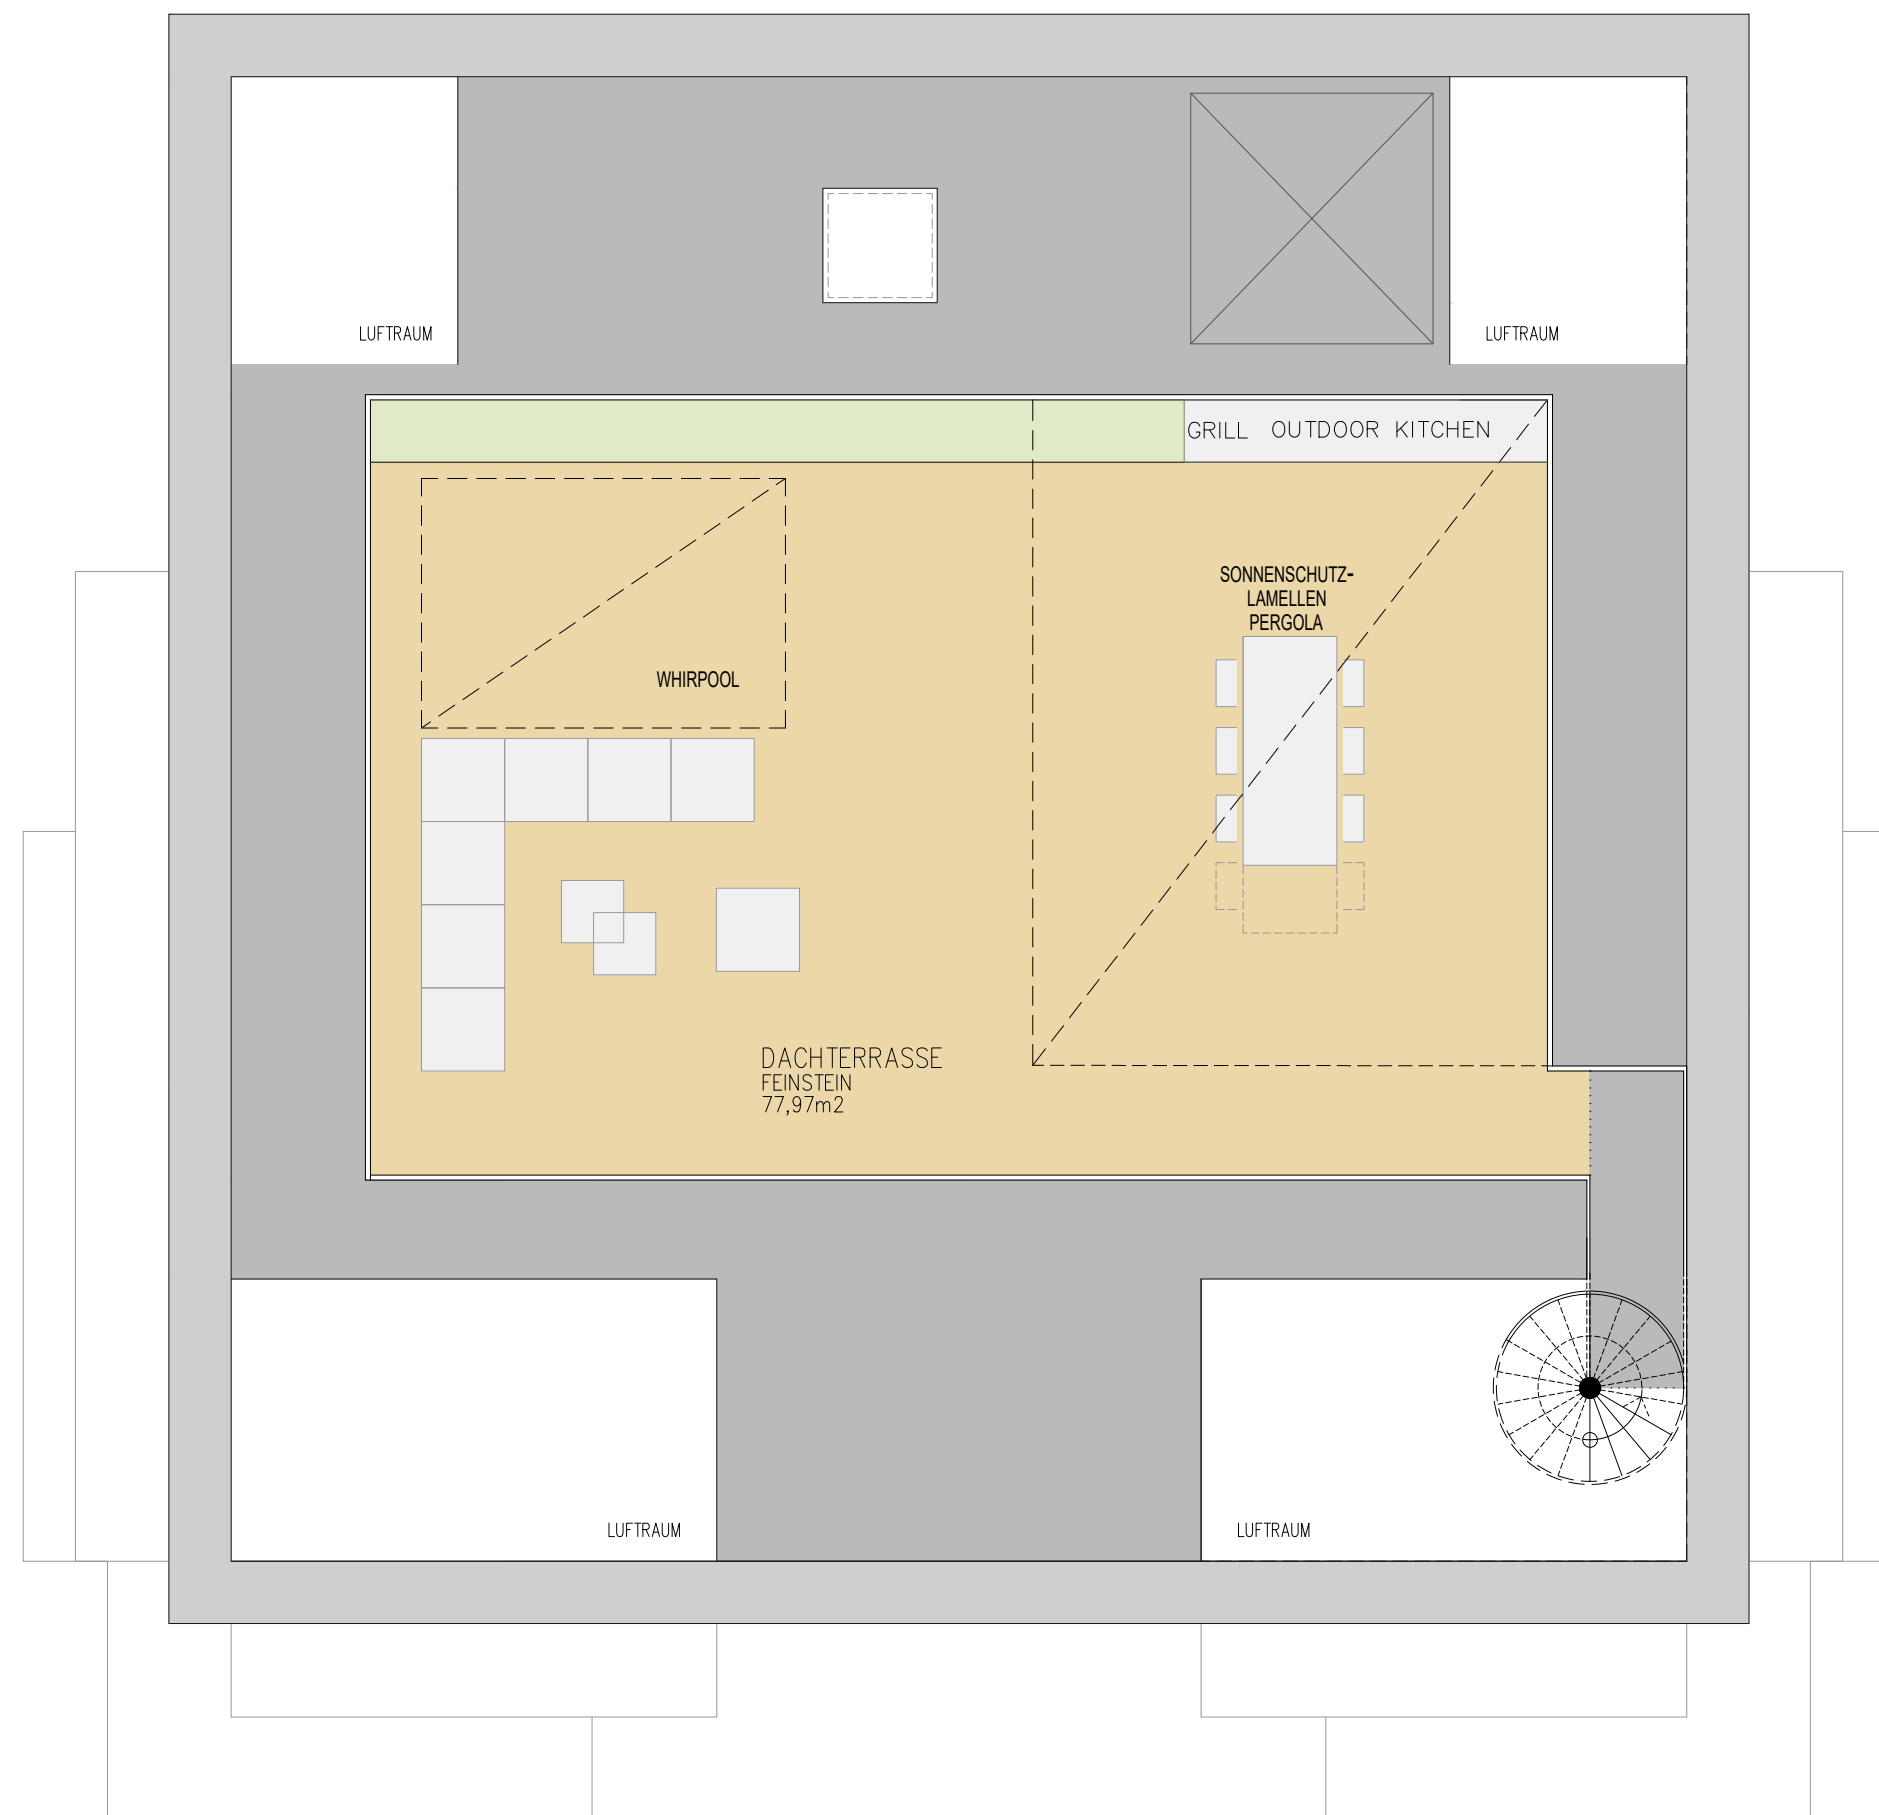 LUFTRAUM
LUFTRAUM
GRILL OUTDOOR KITCHEN
SONNENSCHUTZ-
LAMELLEN
PERGOLA
WHIRPOOL
DACHTERRASSE
FEINSTEIN
77,97m2
LUFTRAUM
LUFTRAUM